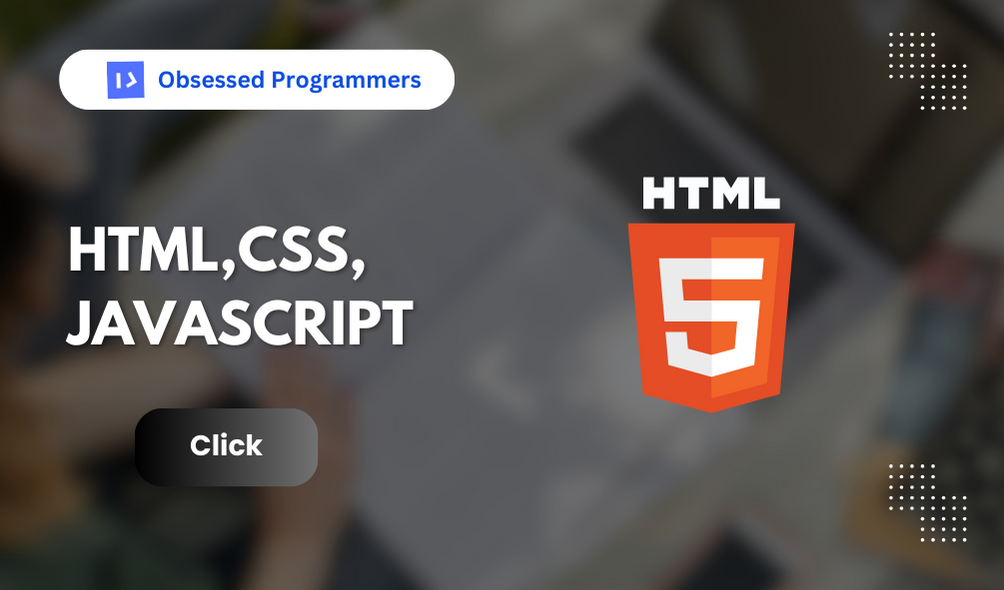 Obsessed Programmers
HTML,CSS,
JAVASCRIPT
Click
HTML
5